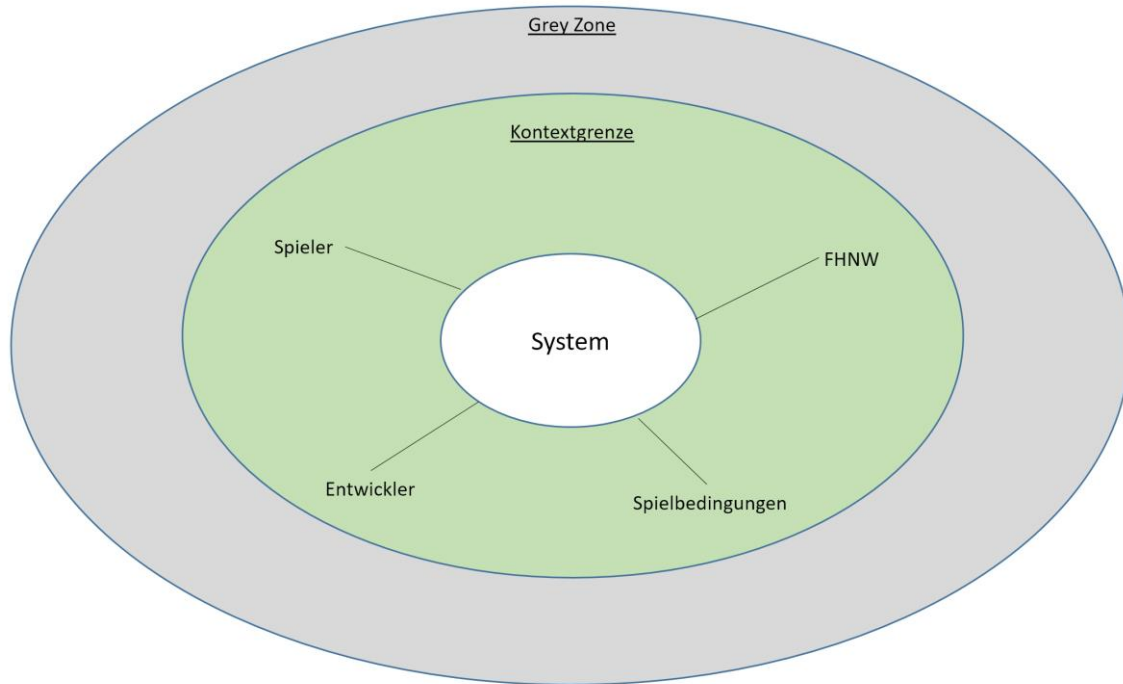 Grey Zone
Kontextgrenze
Spieler
FHNW
System
Entwickler
Spielbedingungen